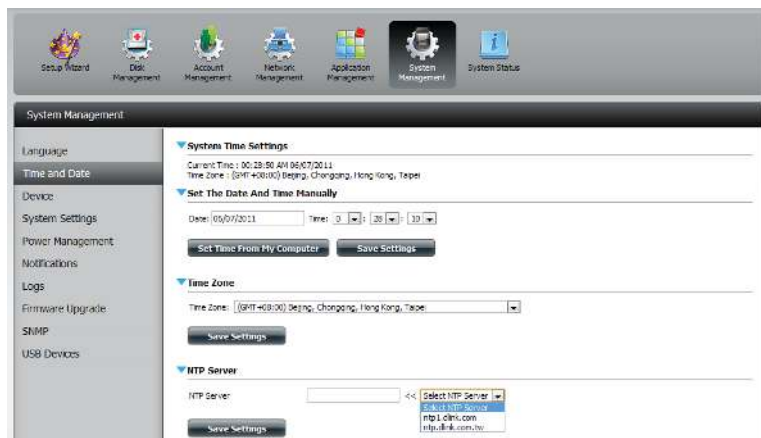 Setup Wizard
Disk Management
Account Management
Network Management
Application Management
System Management
System Status
System Management
Language
Time and Date
Device
System Settings
Power Management
Notifications
Logs
Firmware Upgrade
SNMP
USB Devices
System Time Settings
Current Time : 00:28:50 AM 06/07/2011
Time Zone : (GMT+08:00) Beijing, Chongqing, Hong Kong, Taipei
Set The Date And Time Manually
Date: 06/07/2011 Time: 0 : 28 : 10
Set Time From My Computer Save Settings
Time Zone
Time Zone: (GMT+08:00) Beijing, Chongqing, Hong Kong, Taipei
Save Settings
NTP Server
NTP Server << Select NTP Server
Select NTP Server
ntp1.dlink.com
ntp.dlink.com.tw
Save Settings